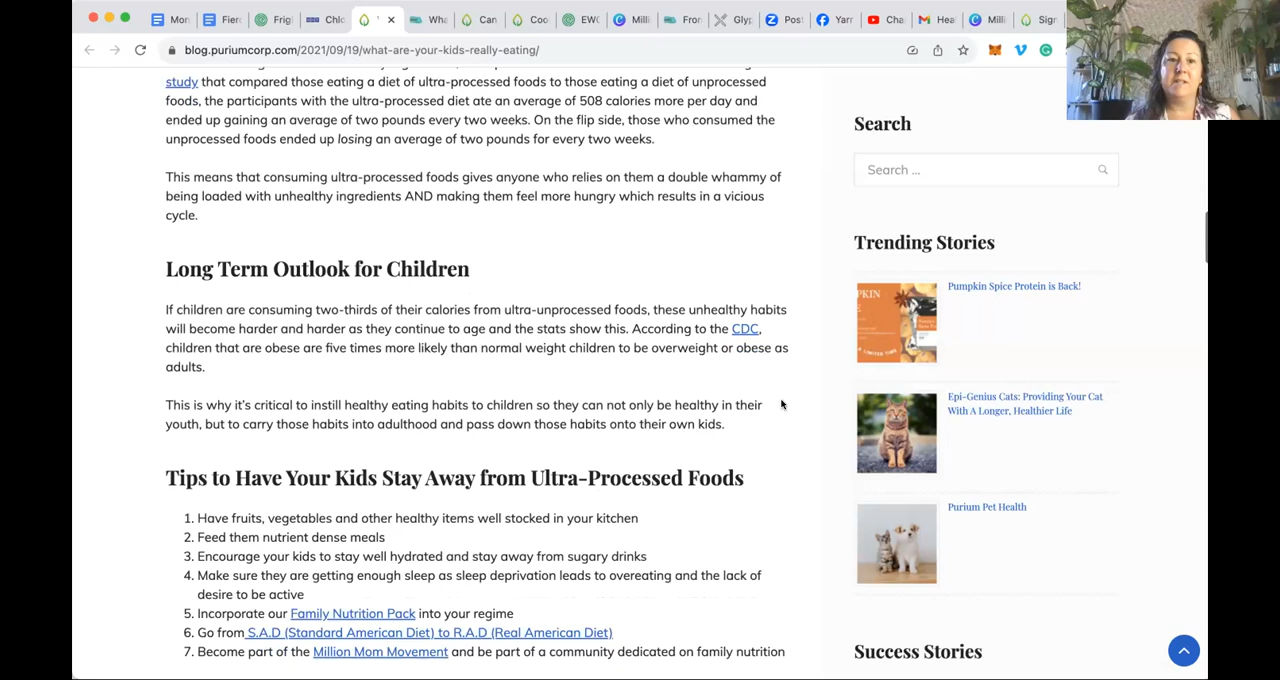 Mon
Fier
Frig
Chlo
Wha
Can
Coo
EWG
Milli
Fron
Glyp
Post
Yarr
Cha
Hea
Milli
Sign
blog.puriumcorp.com/2021/09/19/what-are-your-kids-really-eating/
study that compared those eating a diet of ultra-processed foods to those eating a diet of unprocessed
foods, the participants with the ultra-processed diet ate an average of 508 calories more per day and
ended up gaining an average of two pounds every two weeks. On the flip side, those who consumed the
unprocessed foods ended up losing an average of two pounds for every two weeks.
This means that consuming ultra-processed foods gives anyone who relies on them a double whammy of
being loaded with unhealthy ingredients AND making them feel more hungry which results in a vicious
cycle.
Long Term Outlook for Children
If children are consuming two-thirds of their calories from ultra-unprocessed foods, these unhealthy habits
will become harder and harder as they continue to age and the stats show this. According to the CDC,
children that are obese are five times more likely than normal weight children to be overweight or obese as
adults.
This is why it's critical to instill healthy eating habits to children so they can not only be healthy in their
youth, but to carry those habits into adulthood and pass down those habits onto their own kids.
Tips to Have Your Kids Stay Away from Ultra-Processed Foods
1. Have fruits, vegetables and other healthy items well stocked in your kitchen
2. Feed them nutrient dense meals
3. Encourage your kids to stay well hydrated and stay away from sugary drinks
4. Make sure they are getting enough sleep as sleep deprivation leads to overeating and the lack of
desire to be active
5. Incorporate our Family Nutrition Pack into your regime
6. Go from S.A.D (Standard American Diet) to R.A.D (Real American Diet)
7. Become part of the Million Mom Movement and be part of a community dedicated on family nutrition
Search
Search ...
Trending Stories
Pumpkin Spice Protein is Back!
Epi-Genius Cats: Providing Your Cat
With A Longer, Healthier Life
Purium Pet Health
Success Stories